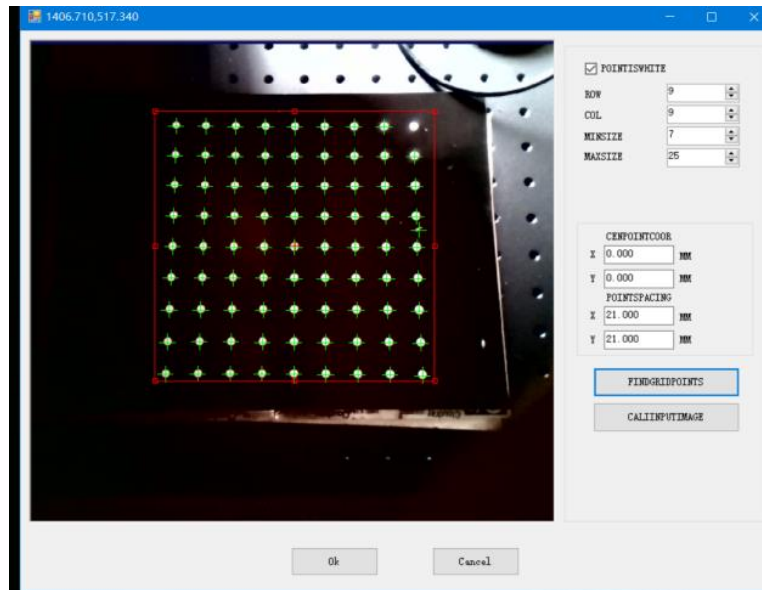 1406.710,517.340
POINTISWHITE
ROW 9
COL 9
MINSIZE 7
MAXSIZE 25
CENPOINTCOOR
X 0.000 MM
Y 0.000 MM
POINTSPACING
X 21.000 MM
Y 21.000 MM
FINDGRIDPOINTS
CALIINPUTIMAGE
Ok
Cancel